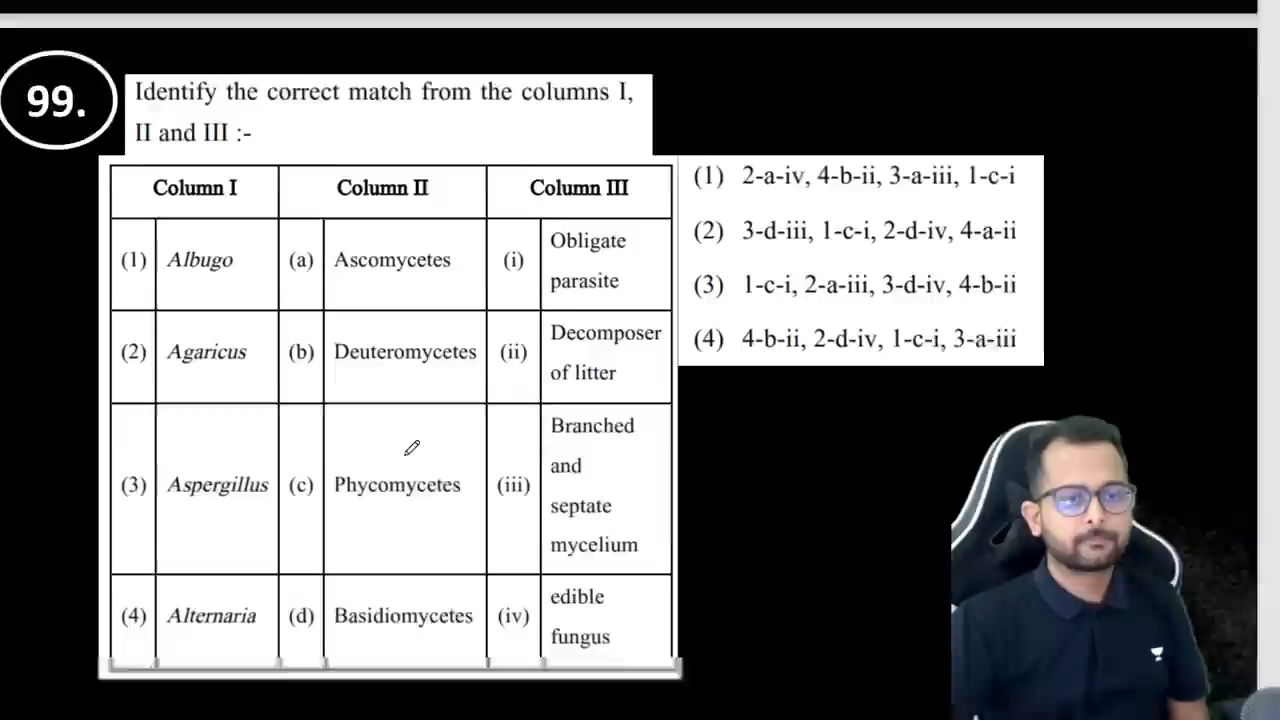 99.
Identify the correct match from the columns I,
II and III :-
Column I Column II Column III
(1) Albugo (a) Ascomycetes (i) Obligate parasite
(2) Agaricus (b) Deuteromycetes (ii) Decomposer of litter
(3) Aspergillus (c) Phycomycetes (iii) Branched and septate mycelium
(4) Alternaria (d) Basidiomycetes (iv) edible fungus
(1) 2-a-iv, 4-b-ii, 3-a-iii, 1-c-i
(2) 3-d-iii, 1-c-i, 2-d-iv, 4-a-ii
(3) 1-c-i, 2-a-iii, 3-d-iv, 4-b-ii
(4) 4-b-ii, 2-d-iv, 1-c-i, 3-a-iii